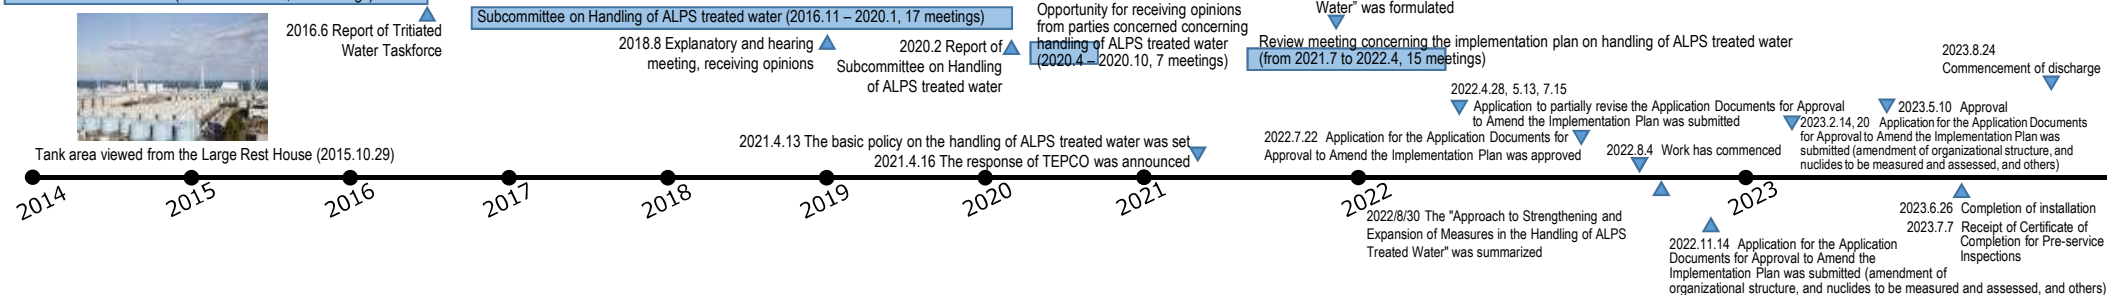 2016.6 Report of Tritiated
Water Taskforce
Tank area viewed from the Large Rest House (2015.10.29)
Subcommittee on Handling of ALPS treated water (2016.11 – 2020.1, 17 meetings)
2018.8 Explanatory and hearing
meeting, receiving opinions
2020.2 Report of
Subcommittee on Handling
of ALPS treated water
Opportunity for receiving opinions
from parties concerned concerning
handling of ALPS treated water
(2020.4 – 2020.10, 7 meetings)
2021.4.13 The basic policy on the handling of ALPS treated water was set
2021.4.16 The response of TEPCO was announced
Water” was formulated
Review meeting concerning the implementation plan on handling of ALPS treated water
(from 2021.7 to 2022.4, 15 meetings)
2022.4.28, 5.13, 7.15
Application to partially revise the Application Documents for Approval
to Amend the Implementation Plan was submitted
2022.7.22 Application for the Application Documents for
Approval to Amend the Implementation Plan was approved
2022.8.4 Work has commenced
2023.8.24
Commencement of discharge
2023.5.10 Approval
2023.2.14, 20 Application for the Application Documents
for Approval to Amend the Implementation Plan was
submitted (amendment of organizational structure, and
nuclides to be measured and assessed, and others)
2014
2015
2016
2017
2018
2019
2020
2021
2022
2023
2022/8/30 The "Approach to Strengthening and
Expansion of Measures in the Handling of ALPS
Treated Water" was summarized
2022.11.14 Application for the Application
Documents for Approval to Amend the
Implementation Plan was submitted (amendment of
organizational structure, and nuclides to be measured and assessed, and others)
2023.6.26 Completion of installation
2023.7.7 Receipt of Certificate of
Completion for Pre-service
Inspections